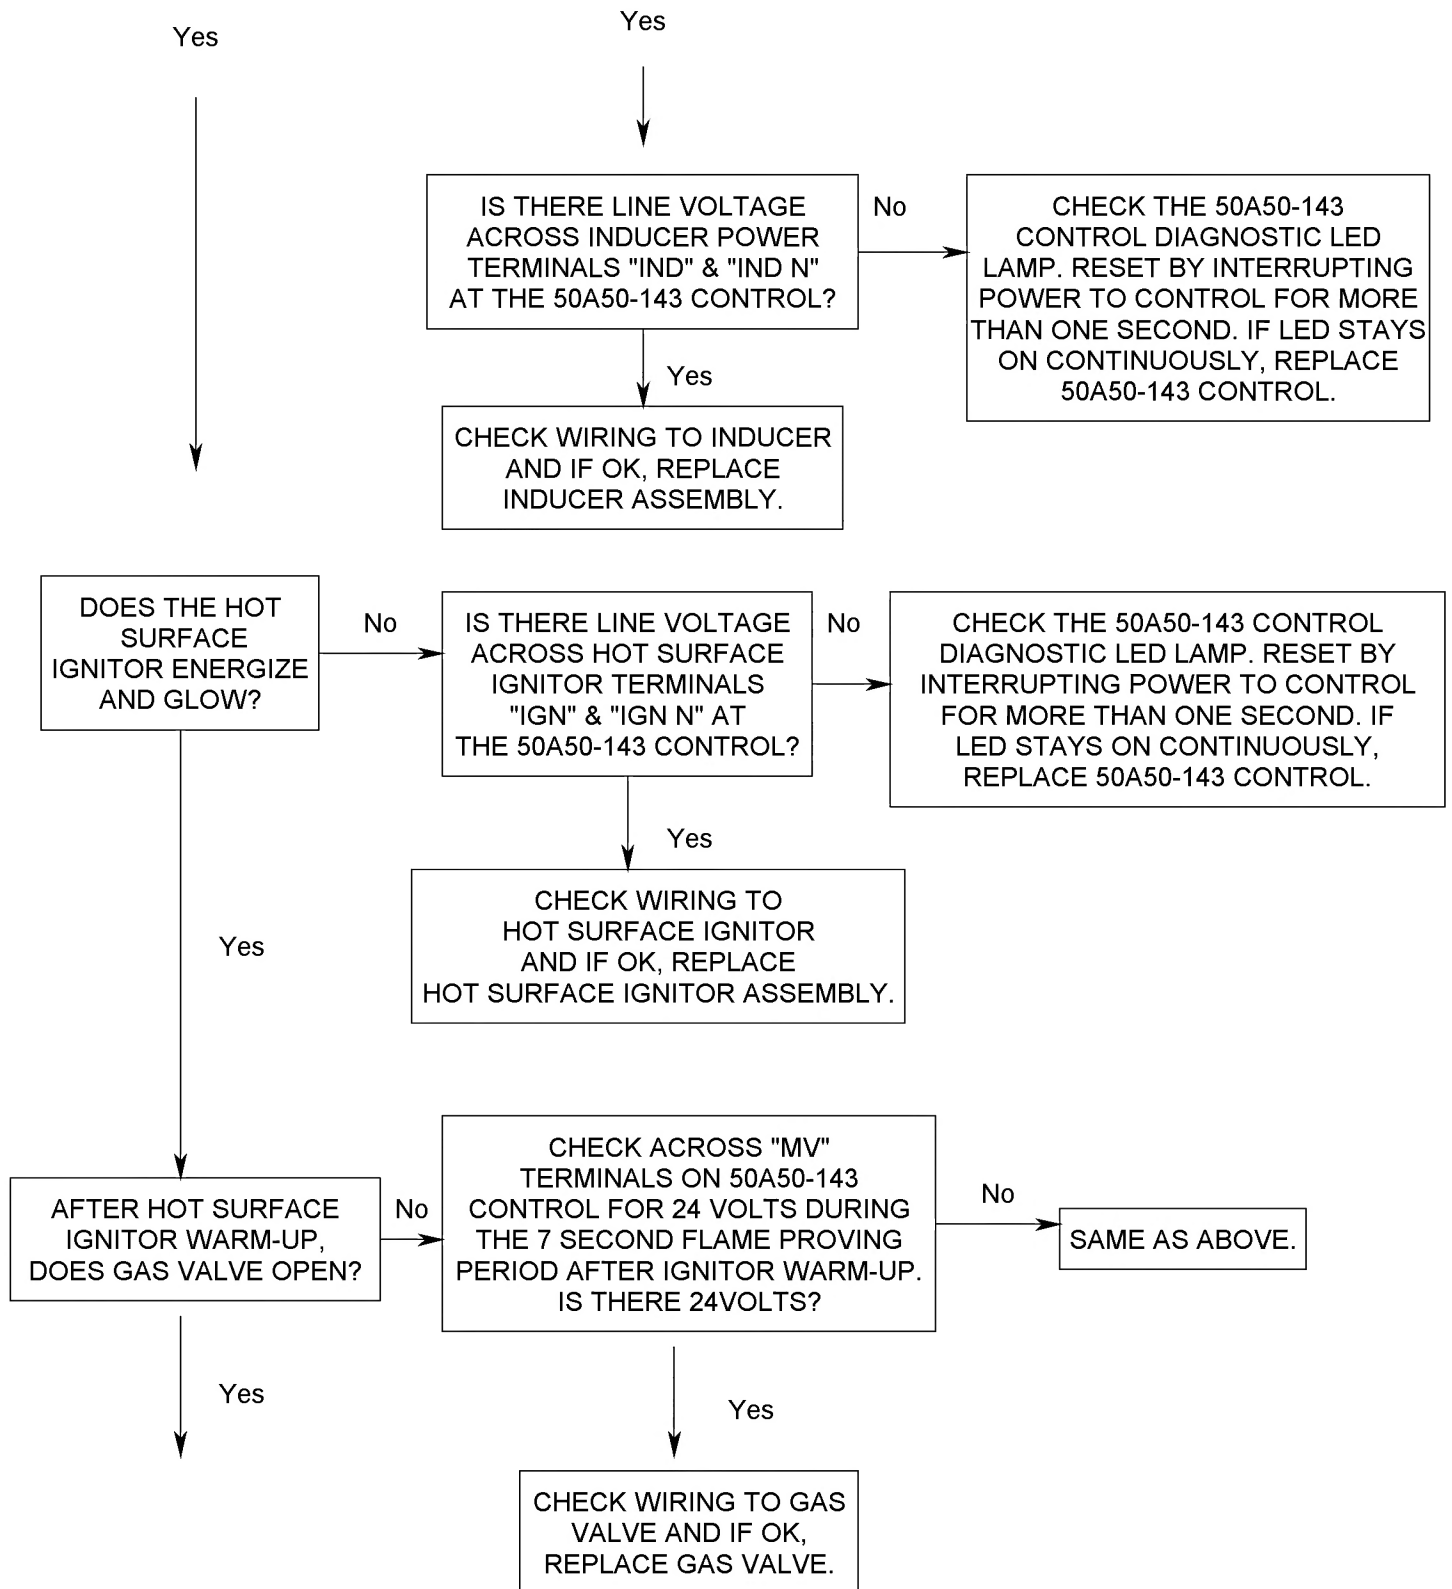 Yes
Yes
IS THERE LINE VOLTAGE
ACROSS INDUCER POWER
TERMINALS "IND" & "IND N"
AT THE 50A50-143 CONTROL?
No
CHECK THE 50A50-143
CONTROL DIAGNOSTIC LED
LAMP. RESET BY INTERRUPTING
POWER TO CONTROL FOR MORE
THAN ONE SECOND. IF LED STAYS
ON CONTINUOUSLY, REPLACE
50A50-143 CONTROL.
Yes
CHECK WIRING TO INDUCER
AND IF OK, REPLACE
INDUCER ASSEMBLY.
DOES THE HOT
SURFACE
IGNITOR ENERGIZE
AND GLOW?
No
IS THERE LINE VOLTAGE
ACROSS HOT SURFACE
IGNITOR TERMINALS
"IGN" & "IGN N" AT
THE 50A50-143 CONTROL?
No
CHECK THE 50A50-143 CONTROL
DIAGNOSTIC LED LAMP. RESET BY
INTERRUPTING POWER TO CONTROL
FOR MORE THAN ONE SECOND. IF
LED STAYS ON CONTINUOUSLY,
REPLACE 50A50-143 CONTROL.
Yes
CHECK WIRING TO
HOT SURFACE IGNITOR
AND IF OK, REPLACE
HOT SURFACE IGNITOR ASSEMBLY.
Yes
AFTER HOT SURFACE
IGNITOR WARM-UP,
DOES GAS VALVE OPEN?
No
CHECK ACROSS "MV"
TERMINALS ON 50A50-143
CONTROL FOR 24 VOLTS DURING
THE 7 SECOND FLAME PROVING
PERIOD AFTER IGNITOR WARM-UP.
IS THERE 24VOLTS?
No
SAME AS ABOVE.
Yes
Yes
CHECK WIRING TO GAS
VALVE AND IF OK,
REPLACE GAS VALVE.